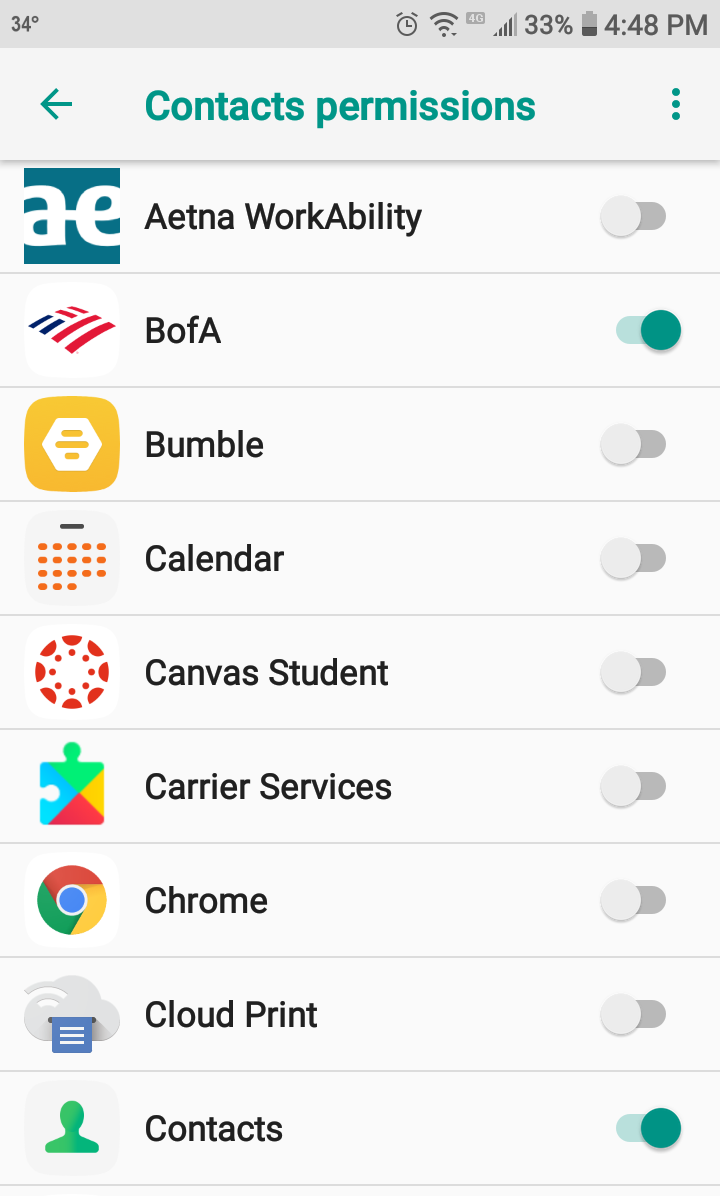 34° 4G 33% 4:48 PM
Contacts permissions
ae Aetna WorkAbility
BofA
Bumble
Calendar
Canvas Student
Carrier Services
Chrome
Cloud Print
Contacts